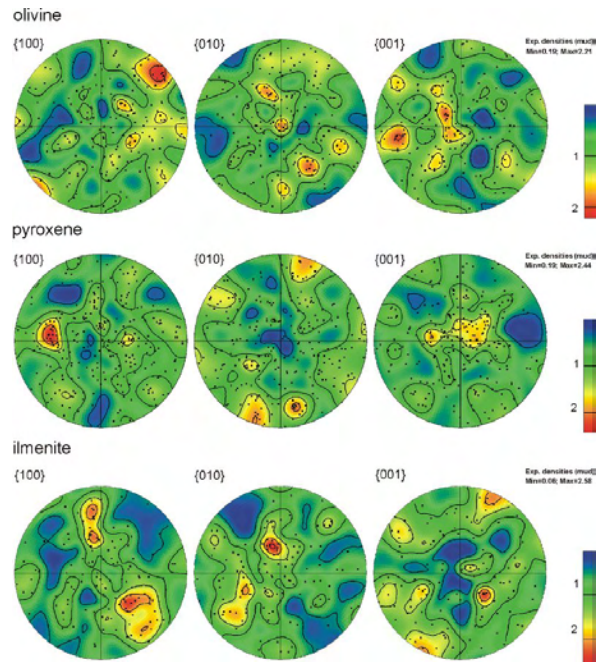 olivine
{100}
{010}
{001}
Exp. densities (mud)
Min=0.19; Max=2.21
1
2
pyroxene
{100}
{010}
{001}
Exp. densities (mud)
Min=0.19; Max=2.44
1
2
ilmenite
{100}
{010}
{001}
Exp. densities (mud)
Min=0.06; Max=2.58
1
2